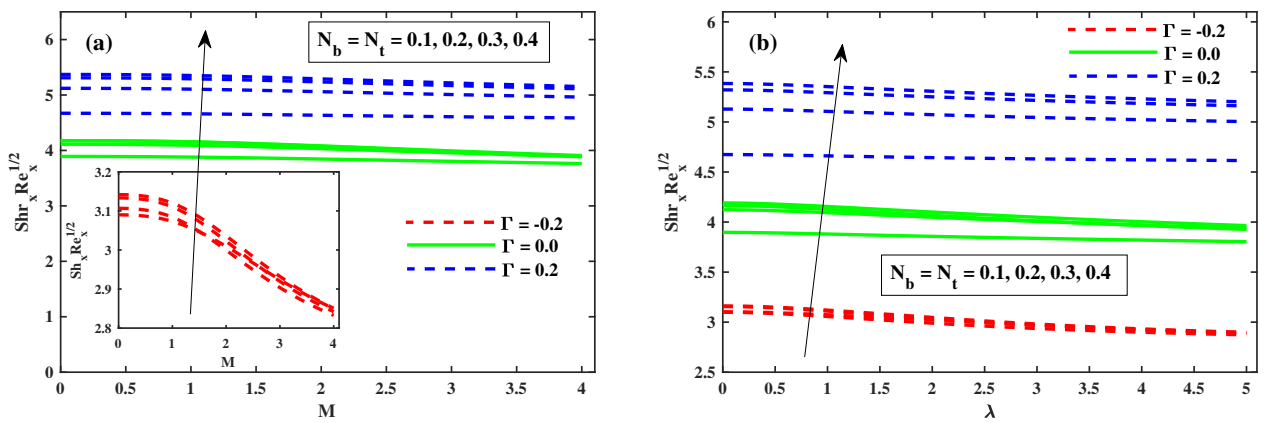 (a)
N_b = N_t = 0.1, 0.2, 0.3, 0.4
Shr_x Re_x^{1/2}
6
5
4
3
2
1
0
0 0.5 1 1.5 2 2.5 3 3.5 4
M
Γ = -0.2
Γ = 0.0
Γ = 0.2
Sh_x Re_x^{1/2}
3.2
3.1
3
2.9
2.8
0 1 2 3 4
M
(b)
Γ = -0.2
Γ = 0.0
Γ = 0.2
N_b = N_t = 0.1, 0.2, 0.3, 0.4
Shr_x Re_x^{1/2}
6
5.5
5
4.5
4
3.5
3
2.5
0 0.5 1 1.5 2 2.5 3 3.5 4 4.5 5
λ